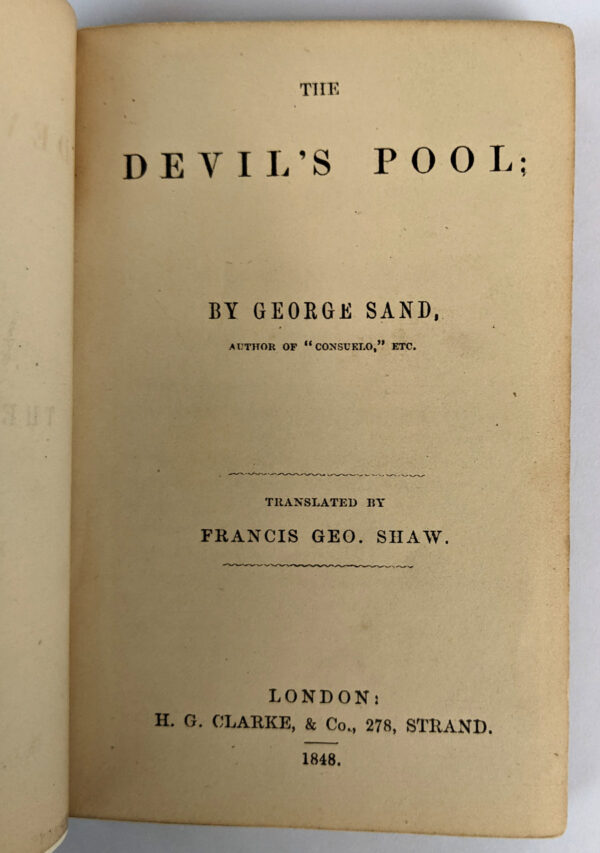 THE
DEVIL'S POOL;
BY GEORGE SAND,
AUTHOR OF "CONSUELO," ETC.
TRANSLATED BY
FRANCIS GEO. SHAW.
LONDON:
H. G. CLARKE, & Co., 278, STRAND.
1848.